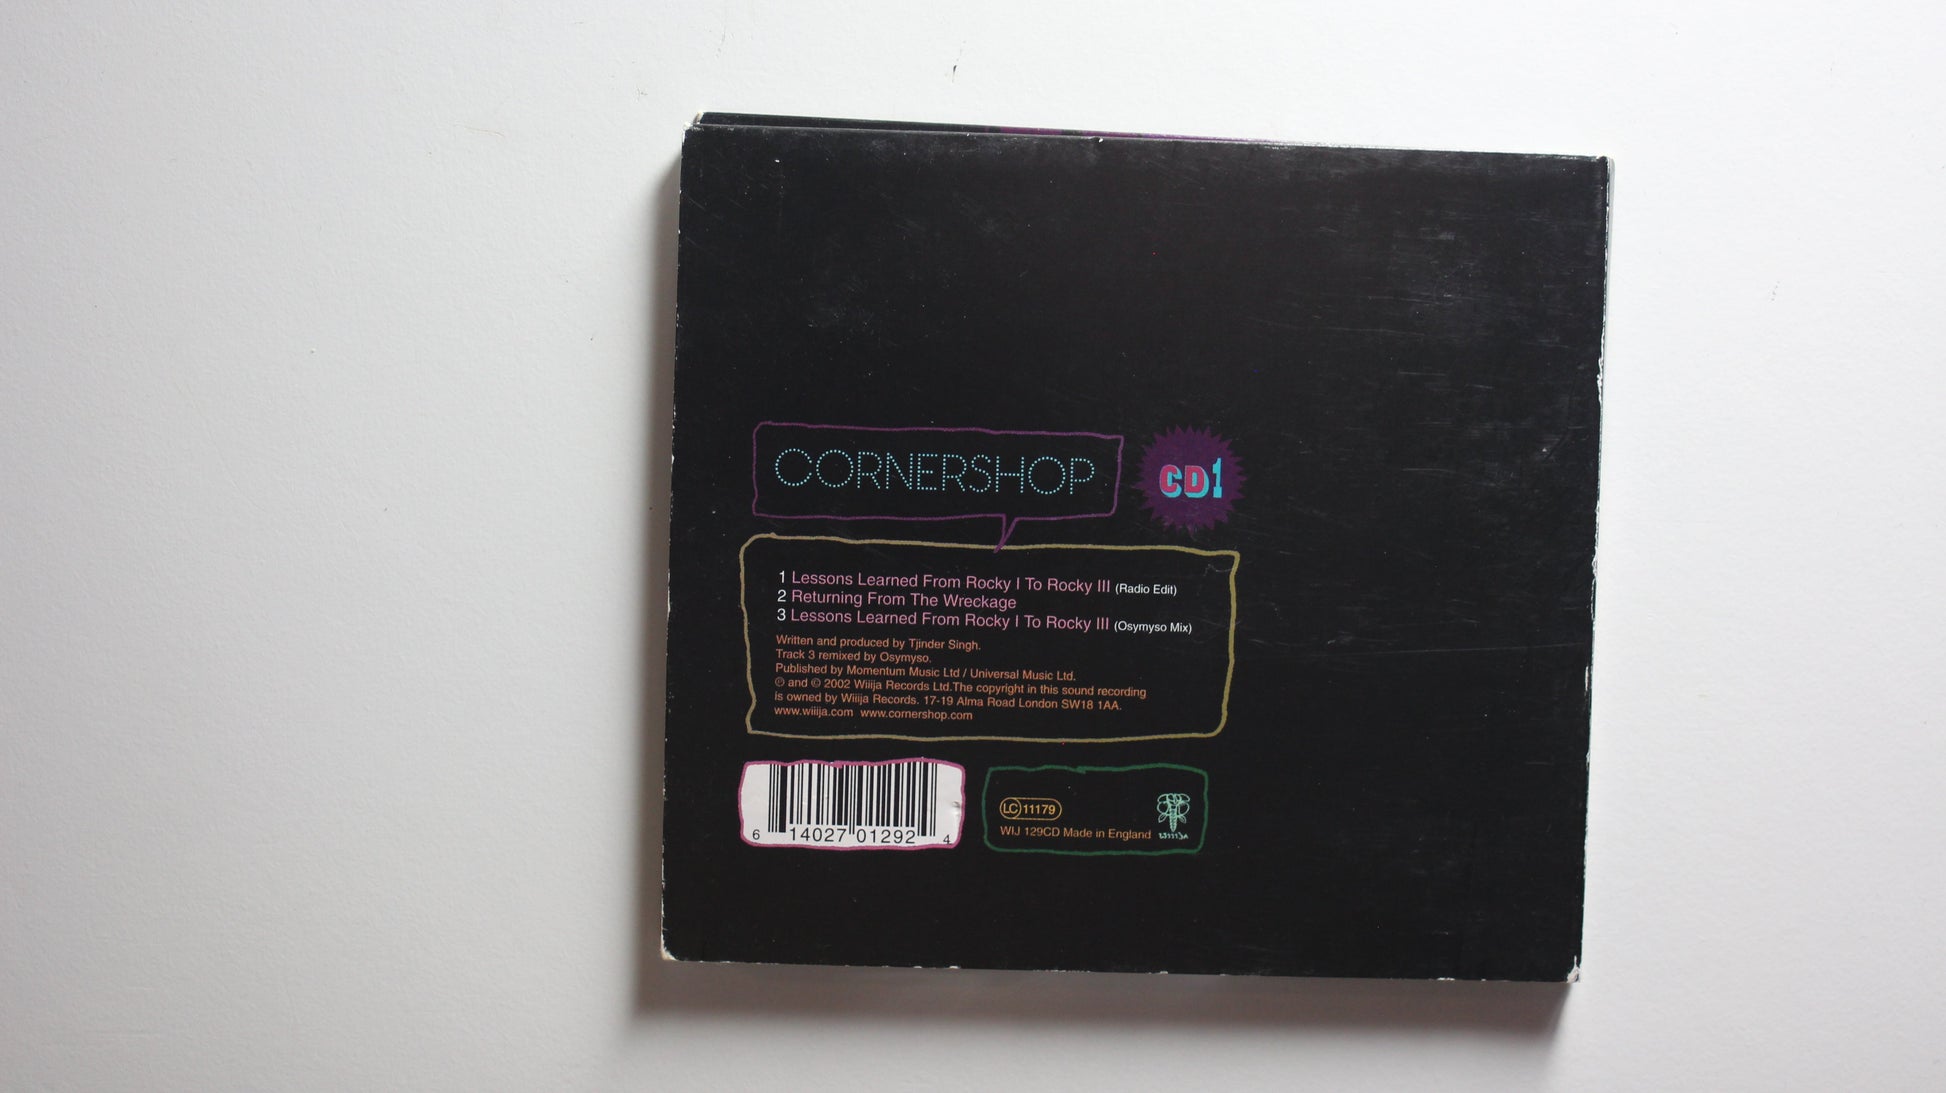 CORNERSHOP
CD1
1 Lessons Learned From Rocky I To Rocky III (Radio Edit)
2 Returning From The Wreckage
3 Lessons Learned From Rocky I To Rocky III (Osymyso Mix)
Written and produced by Tjinder Singh.
Track 3 remixed by Osymyso.
Published by Momentum Music Ltd / Universal Music Ltd.
℗ and © 2002 Wiiija Records Ltd.The copyright in this sound recording
is owned by Wiiija Records. 17-19 Alma Road London SW18 1AA.
www.wiiija.com www.cornershop.com
6 14027 01292 4
LC 11179
WIJ 129CD Made in England